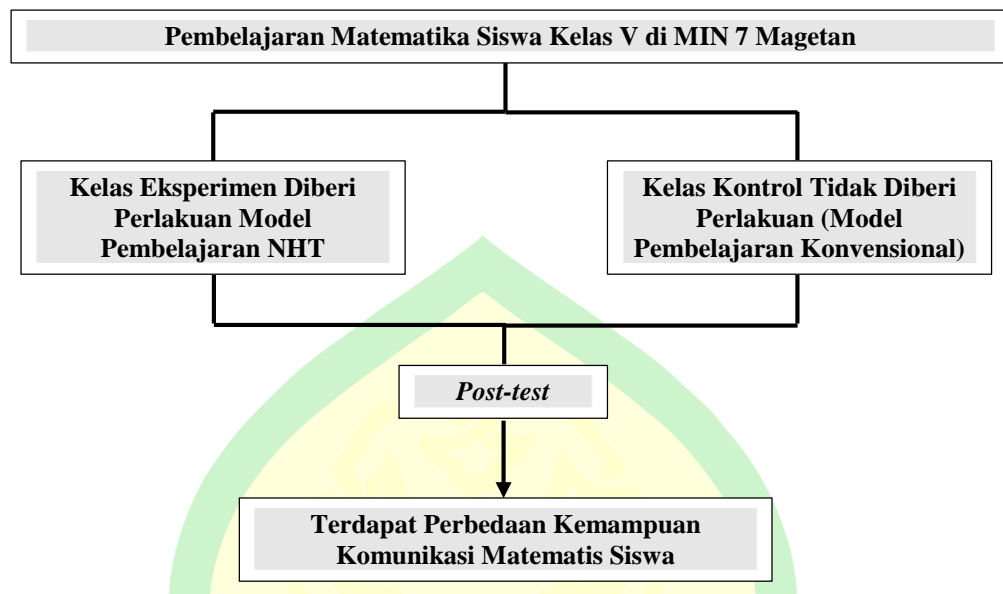 Pembelajaran Matematika Siswa Kelas V di MIN 7 Magetan
Kelas Eksperimen Diberi
Perlakuan Model
Pembelajaran NHT
Kelas Kontrol Tidak Diberi
Perlakuan (Model
Pembelajaran Konvensional)
Post-test
Terdapat Perbedaan Kemampuan
Komunikasi Matematis Siswa